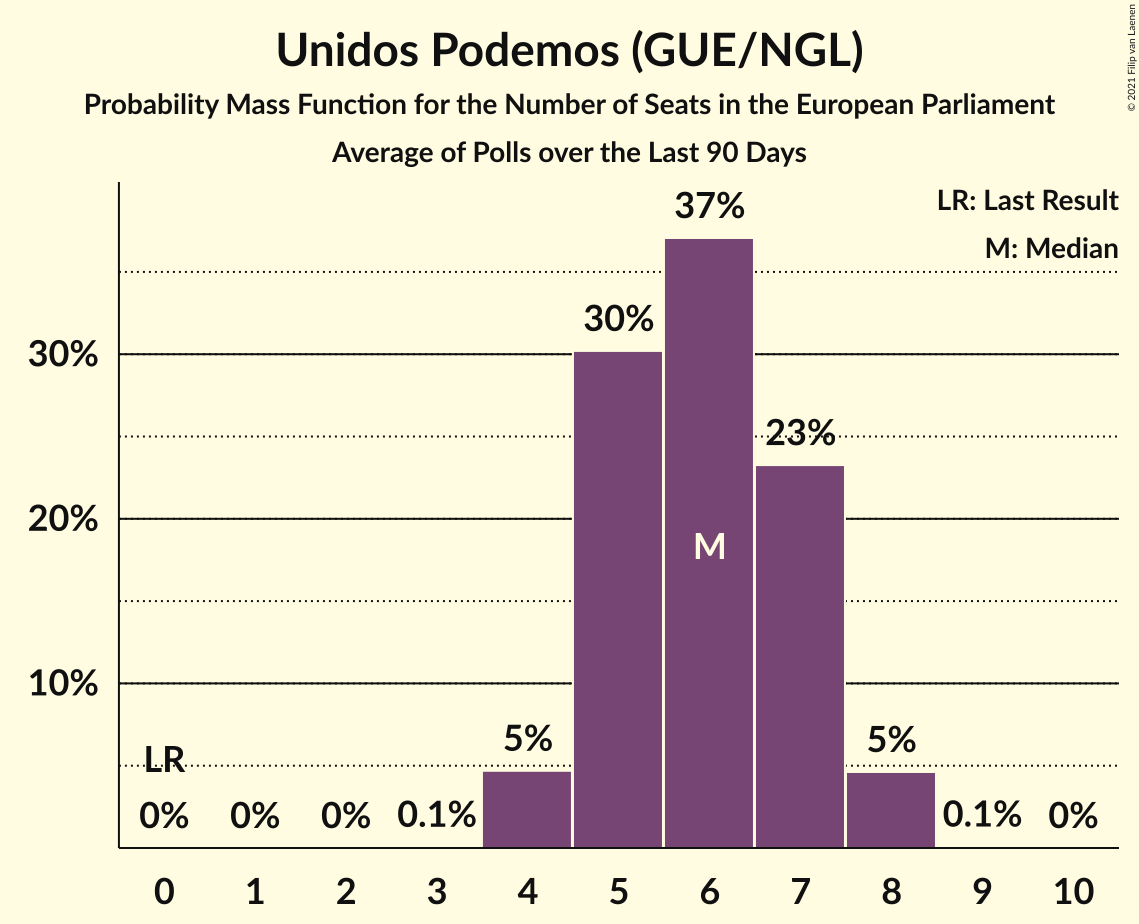 Unidos Podemos (GUE/NGL)
Probability Mass Function for the Number of Seats in the European Parliament
Average of Polls over the Last 90 Days
© 2021 Filip van Laenen
LR: Last Result
M: Median
37%
30%
23%
30%
20%
10%
M
5%
5%
LR
0%
0%
0%
0.1%
0.1%
0%
0 1 2 3 4 5 6 7 8 9 10